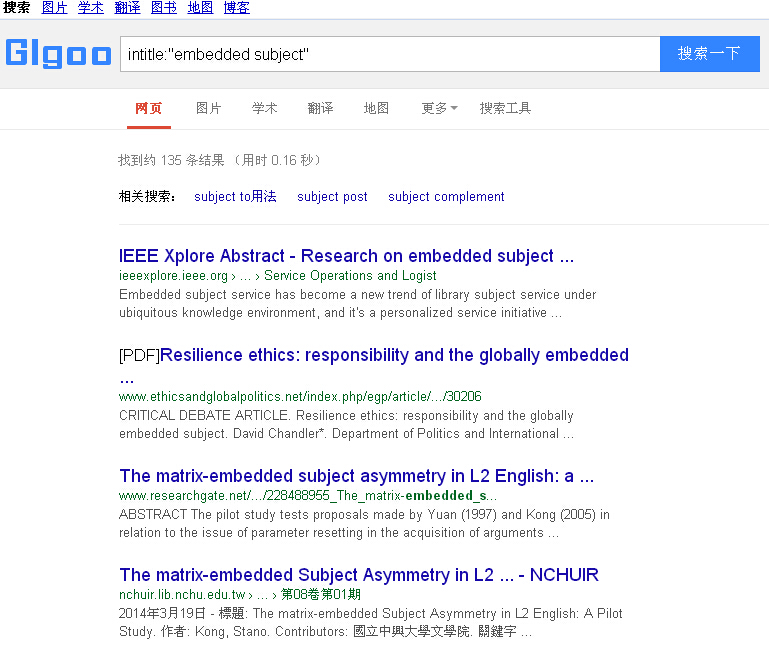 搜索 图片 学术 翻译 图书 地图 博客
Glgoo
intitle:"embedded subject"
搜索一下
网页 图片 学术 翻译 地图 更多 搜索工具
找到约 135 条结果 （用时 0.16 秒）
相关搜索： subject to用法 subject post subject complement
IEEE Xplore Abstract - Research on embedded subject ...
ieeexplore.ieee.org › ... › Service Operations and Logist
Embedded subject service has become a new trend of library subject service under
ubiquitous knowledge environment, and it's a personalized service initiative ...
[PDF]Resilience ethics: responsibility and the globally embedded
...
www.ethicsandglobalpolitics.net/index.php/egp/article/.../30206
CRITICAL DEBATE ARTICLE. Resilience ethics: responsibility and the globally
embedded subject. David Chandler*. Department of Politics and International ...
The matrix-embedded subject asymmetry in L2 English: a ...
www.researchgate.net/.../228488955_The_matrix-embedded_s...
ABSTRACT The pilot study tests proposals made by Yuan (1997) and Kong (2005) in
relation to the issue of parameter resetting in the acquisition of arguments ...
The matrix-embedded Subject Asymmetry in L2 ... - NCHUIR
nchuir.lib.nchu.edu.tw › ... › 第08卷第01期
2014年3月19日 - 標題: The matrix-embedded Subject Asymmetry in L2 English: A Pilot
Study. 作者: Kong, Stano. Contributors: 國立中興大學文學院. 關鍵字 ...